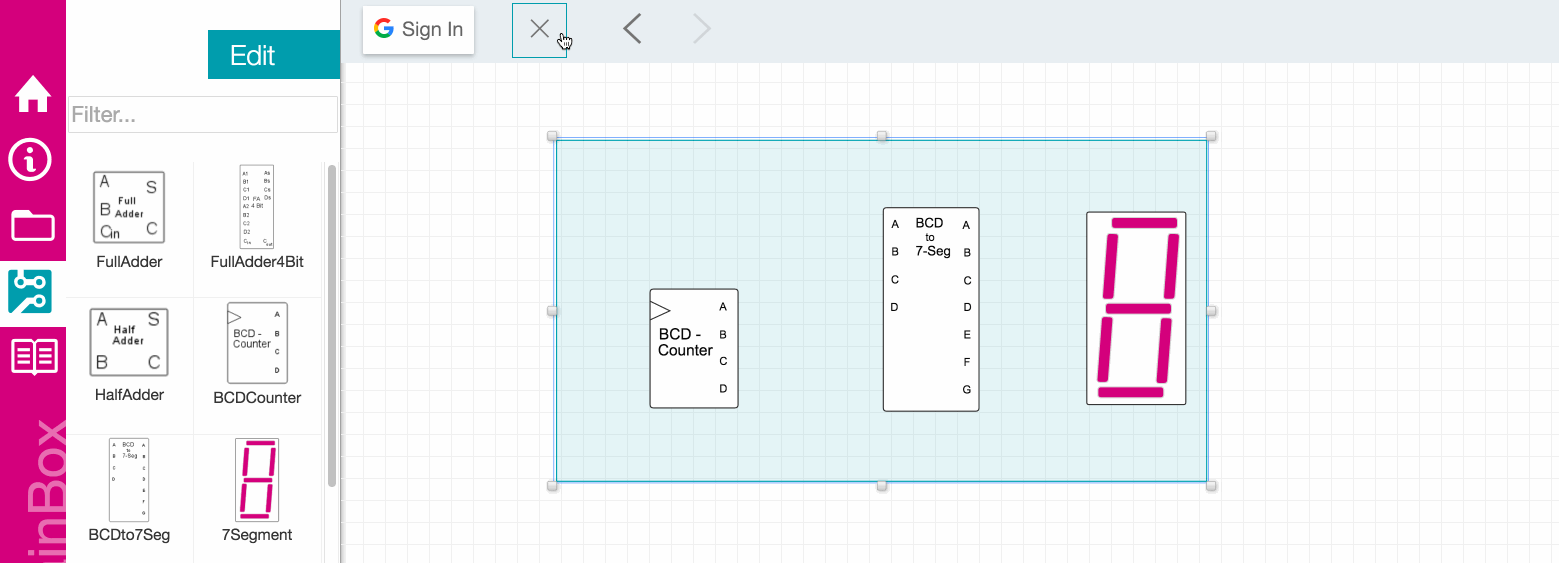 Sign In
Edit
Filter...
A S
Full
B Adder
Cin C
FullAdder
A1 As
B1 Bs
C1 Cs
D1 FA Ds
A2 4 Bit
B2
C2
D2
Cin Cout
FullAdder4Bit
A S
Half
Adder
B C
HalfAdder
A
BCD - B
Counter C
D
BCDCounter
A BCD A
B to B
7-Seg
C C
D D
E
F
G
BCDto7Seg
7Segment
inBox
A
BCD - B
Counter C
D
A BCD A
to
B 7-Seg B
C C
D D
E
F
G